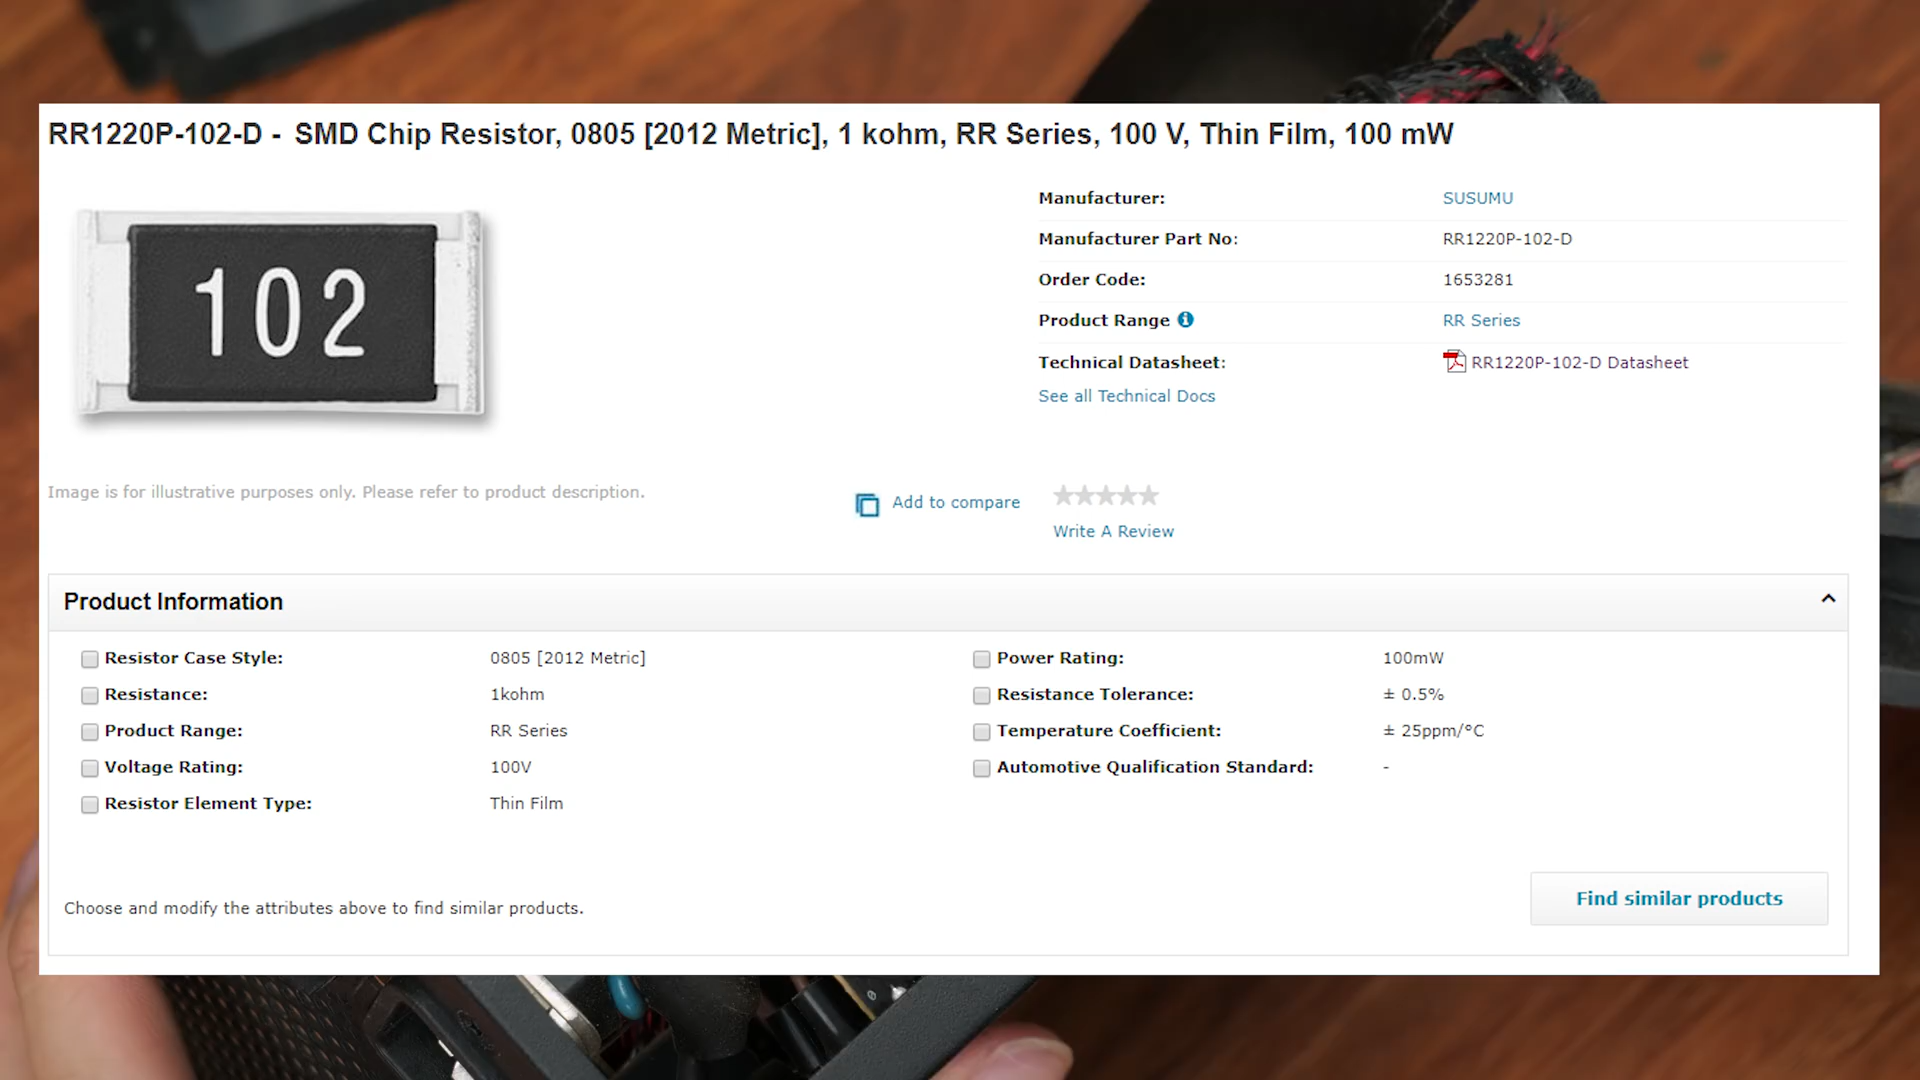 RR1220P-102-D - SMD Chip Resistor, 0805 [2012 Metric], 1 kohm, RR Series, 100 V, Thin Film, 100 mW
102
Manufacturer: SUSUMU
Manufacturer Part No: RR1220P-102-D
Order Code: 1653281
Product Range RR Series
Technical Datasheet: RR1220P-102-D Datasheet
See all Technical Docs
Image is for illustrative purposes only. Please refer to product description.
Add to compare
Write A Review
Product Information
Resistor Case Style: 0805 [2012 Metric]
Resistance: 1kohm
Product Range: RR Series
Voltage Rating: 100V
Resistor Element Type: Thin Film
Power Rating: 100mW
Resistance Tolerance: ± 0.5%
Temperature Coefficient: ± 25ppm/°C
Automotive Qualification Standard: -
Choose and modify the attributes above to find similar products.
Find similar products